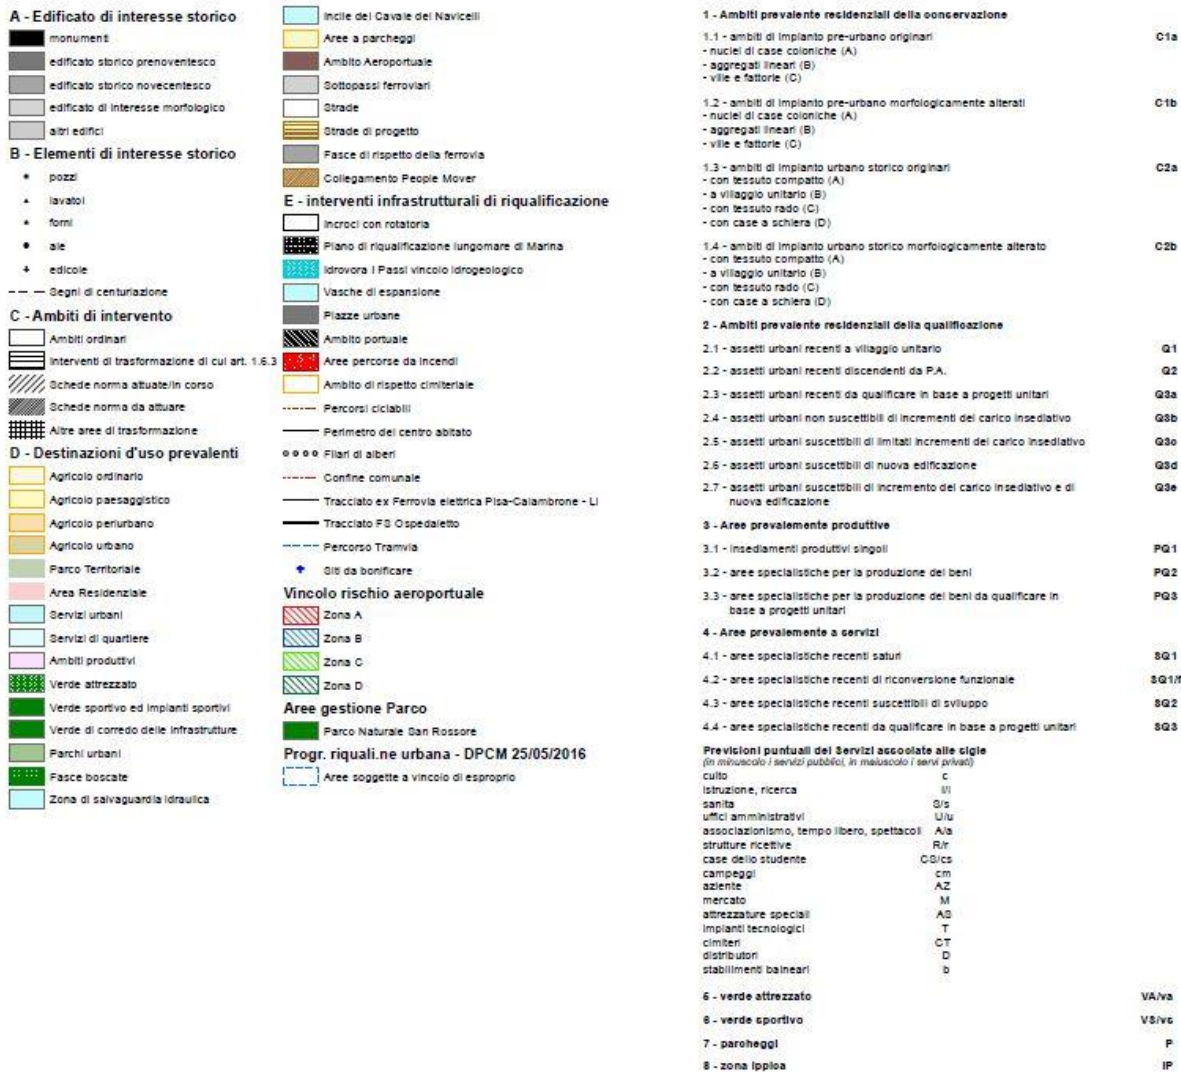 A - Edificato di interesse storico
monumenti
edificato storico prenoventesco
edificato storico novecentesco
edificato di interesse morfologico
altri edifici
B - Elementi di interesse storico
pozzi
lavatoi
forni
aie
edicole
Segni di centuriazione
C - Ambiti di intervento
Ambiti ordinari
Interventi di trasformazione di cui art. 1.6.3
Schede norma attuate/in corso
Schede norma da attuare
Altre aree di trasformazione
D - Destinazioni d'uso prevalenti
Agricolo ordinario
Agricolo paesaggistico
Agricolo periurbano
Agricolo urbano
Parco Territoriale
Area Residenziale
Servizi urbani
Servizi di quartiere
Ambiti produttivi
Verde attrezzato
Verde sportivo ed impianti sportivi
Verde di corredo delle infrastrutture
Parchi urbani
Fasce boscate
Zona di salvaguardia idraulica
Incile del Cavale dei Navicelli
Aree a parcheggi
Ambito Aeroportuale
Sottopassi ferroviari
Strade
Strade di progetto
Fasce di rispetto della ferrovia
Collegamento People Mover
E - interventi infrastrutturali di riqualificazione
Incroci con rotatoria
Piano di riqualificazione lungomare di Marina
Idrovora I Passi vincolo idrogeologico
Vasche di espansione
Piazze urbane
Ambito portuale
Aree percorse da incendi
Ambito di rispetto cimiteriale
Percorsi ciclabili
Perimetro del centro abitato
Filari di alberi
Confine comunale
Tracciato ex Ferrovia elettrica Pisa-Calambrone - LI
Tracciato FS Ospedaletto
Percorso Tramvia
Siti da bonificare
Vincolo rischio aeroportuale
Zona A
Zona B
Zona C
Zona D
Aree gestione Parco
Parco Naturale San Rossore
Progr. riquali.ne urbana - DPCM 25/05/2016
Aree soggette a vincolo di esproprio
1 - Ambiti prevalente residenziali della conservazione
1.1 - ambiti di impianto pre-urbano originari C1a
- nuclei di case coloniche (A)
- aggregati lineari (B)
- ville e fattorie (C)
1.2 - ambiti di impianto pre-urbano morfologicamente alterati C1b
- nuclei di case coloniche (A)
- aggregati lineari (B)
- ville e fattorie (C)
1.3 - ambiti di impianto urbano storico originari C2a
- con tessuto compatto (A)
- a villaggio unitario (B)
- con tessuto rado (C)
- con case a schiera (D)
1.4 - ambiti di impianto urbano storico morfologicamente alterato C2b
- con tessuto compatto (A)
- a villaggio unitario (B)
- con tessuto rado (C)
- con case a schiera (D)
2 - Ambiti prevalente residenziali della qualificazione
2.1 - assetti urbani recenti a villaggio unitario Q1
2.2 - assetti urbani recenti discendenti da P.A. Q2
2.3 - assetti urbani recenti da qualificare in base a progetti unitari Q3a
2.4 - assetti urbani non suscettibili di incrementi del carico insediativo Q3b
2.5 - assetti urbani suscettibili di limitati incrementi del carico insediativo Q3c
2.6 - assetti urbani suscettibili di nuova edificazione Q3d
2.7 - assetti urbani suscettibili di incremento del carico insediativo e di Q3e
nuova edificazione
3 - Aree prevalemente produttive
3.1 - insediamenti produttivi singoli PQ1
3.2 - aree specialistiche per la produzione dei beni PQ2
3.3 - aree specialistiche per la produzione dei beni da qualificare in PQ3
base a progetti unitari
4 - Aree prevalemente a servizi
4.1 - aree specialistiche recenti saturi SQ1
4.2 - aree specialistiche recenti di riconversione funzionale SQ1/f
4.3 - aree specialistiche recenti suscettibili di sviluppo SQ2
4.4 - aree specialistiche recenti da qualificare in base a progetti unitari SQ3
Previsioni puntuali dei Servizi associate alle sigle
(in minuscolo i servizi pubblici, in maiuscolo i servi privati)
culto c
istruzione, ricerca I/i
sanita S/s
uffici amministrativi U/u
associazionismo, tempo libero, spettacoli A/a
strutture ricettive R/r
case dello studente CS/cs
campeggi cm
aziente AZ
mercato M
attrezzature speciali AS
impianti tecnologici T
cimiteri CT
distributori D
stabilimenti balneari b
5 - verde attrezzato VA/va
6 - verde sportivo VS/vs
7 - parcheggi P
8 - zona ippica IP